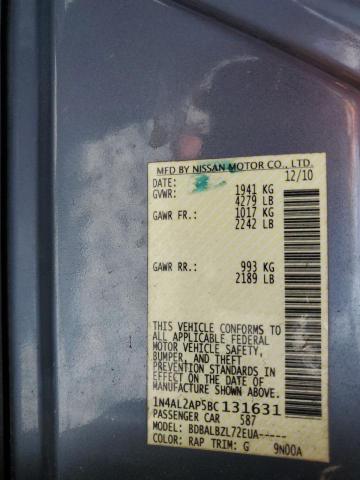 MFD BY NISSAN MOTOR CO., LTD.
DATE: 12/10
GVWR: 1941 KG
4279 LB
GAWR FR.: 1017 KG
2242 LB
GAWR RR.: 993 KG
2189 LB
THIS VEHICLE CONFORMS TO
ALL APPLICABLE FEDERAL
MOTOR VEHICLE SAFETY,
BUMPER, AND THEFT
PREVENTION STANDARDS IN
EFFECT ON THE DATE OF
MANUFACTURE SHOWN ABOVE.
1N4AL2AP5BC131631
PASSENGER CAR 587
BDBALBZL72EUA-----
COLOR: RAP TRIM: G 9N00A